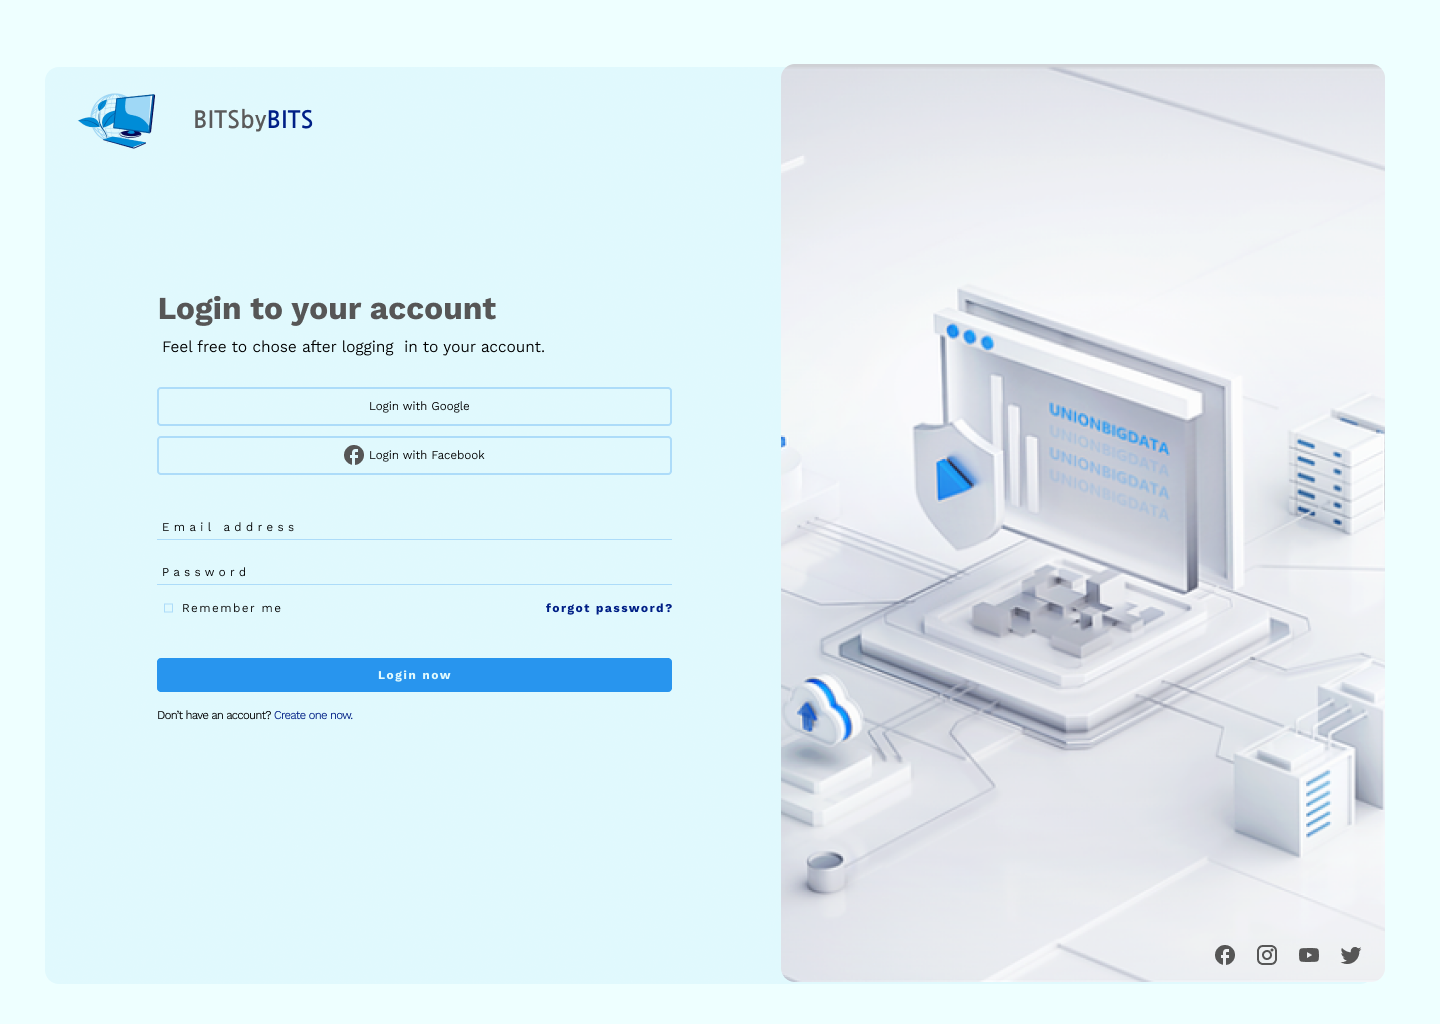 BITSbyBITS
Login to your account
Feel free to chose after logging in to your account.
Login with Google
Login with Facebook
Email address
Password
Remember me
forgot password?
Login now
Don't have an account? Create one now.
UNIONBIGDATA
UNIONBIGDATA
UNIONBIGDATA
UNIONBIGDATA